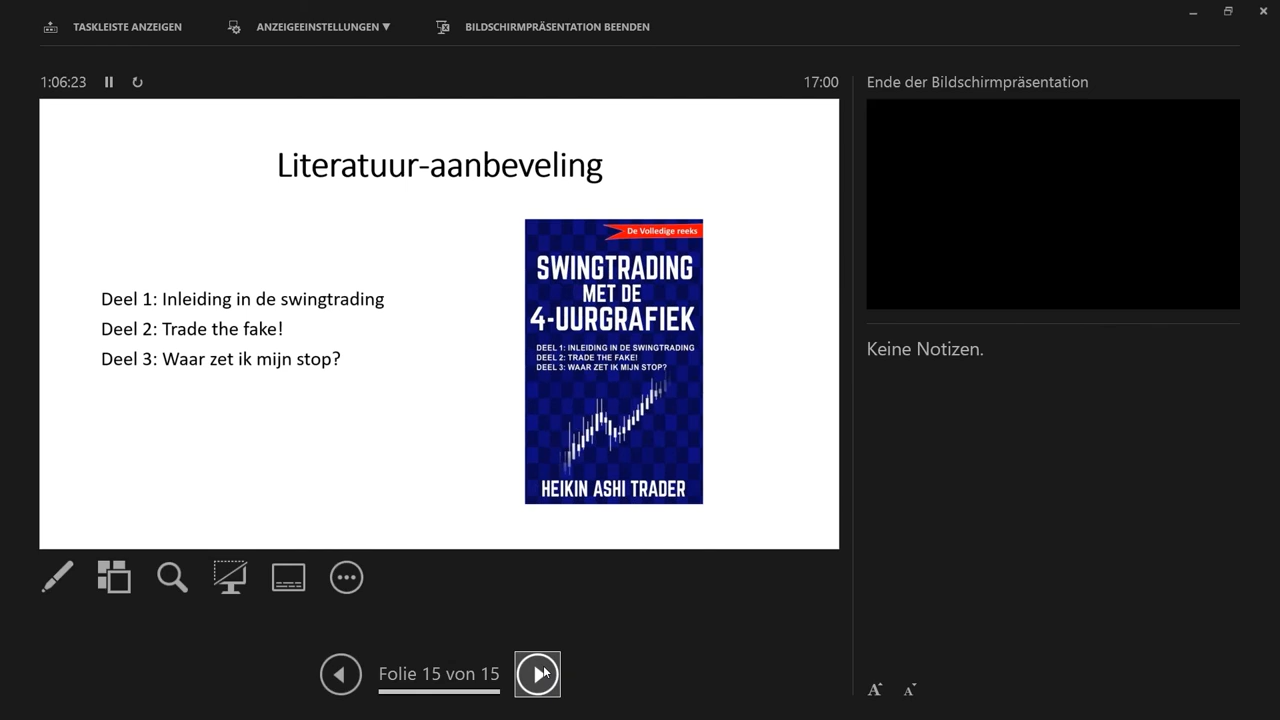 TASKLEISTE ANZEIGEN
ANZEIGEEINSTELLUNGEN ▼
BILDSCHIRMPRÄSENTATION BEENDEN
1:06:23
17:00
Ende der Bildschirmpräsentation
Literatuur-aanbeveling
Deel 1: Inleiding in de swingtrading
Deel 2: Trade the fake!
Deel 3: Waar zet ik mijn stop?
De Volledige reeks
SWINGTRADING
MET DE
4-UURGRAFIEK
DEEL 1: INLEIDING IN DE SWINGTRADING
DEEL 2: TRADE THE FAKE!
DEEL 3: WAAR ZET IK MIJN STOP?
HEIKIN ASHI TRADER
Keine Notizen.
Folie 15 von 15
A A